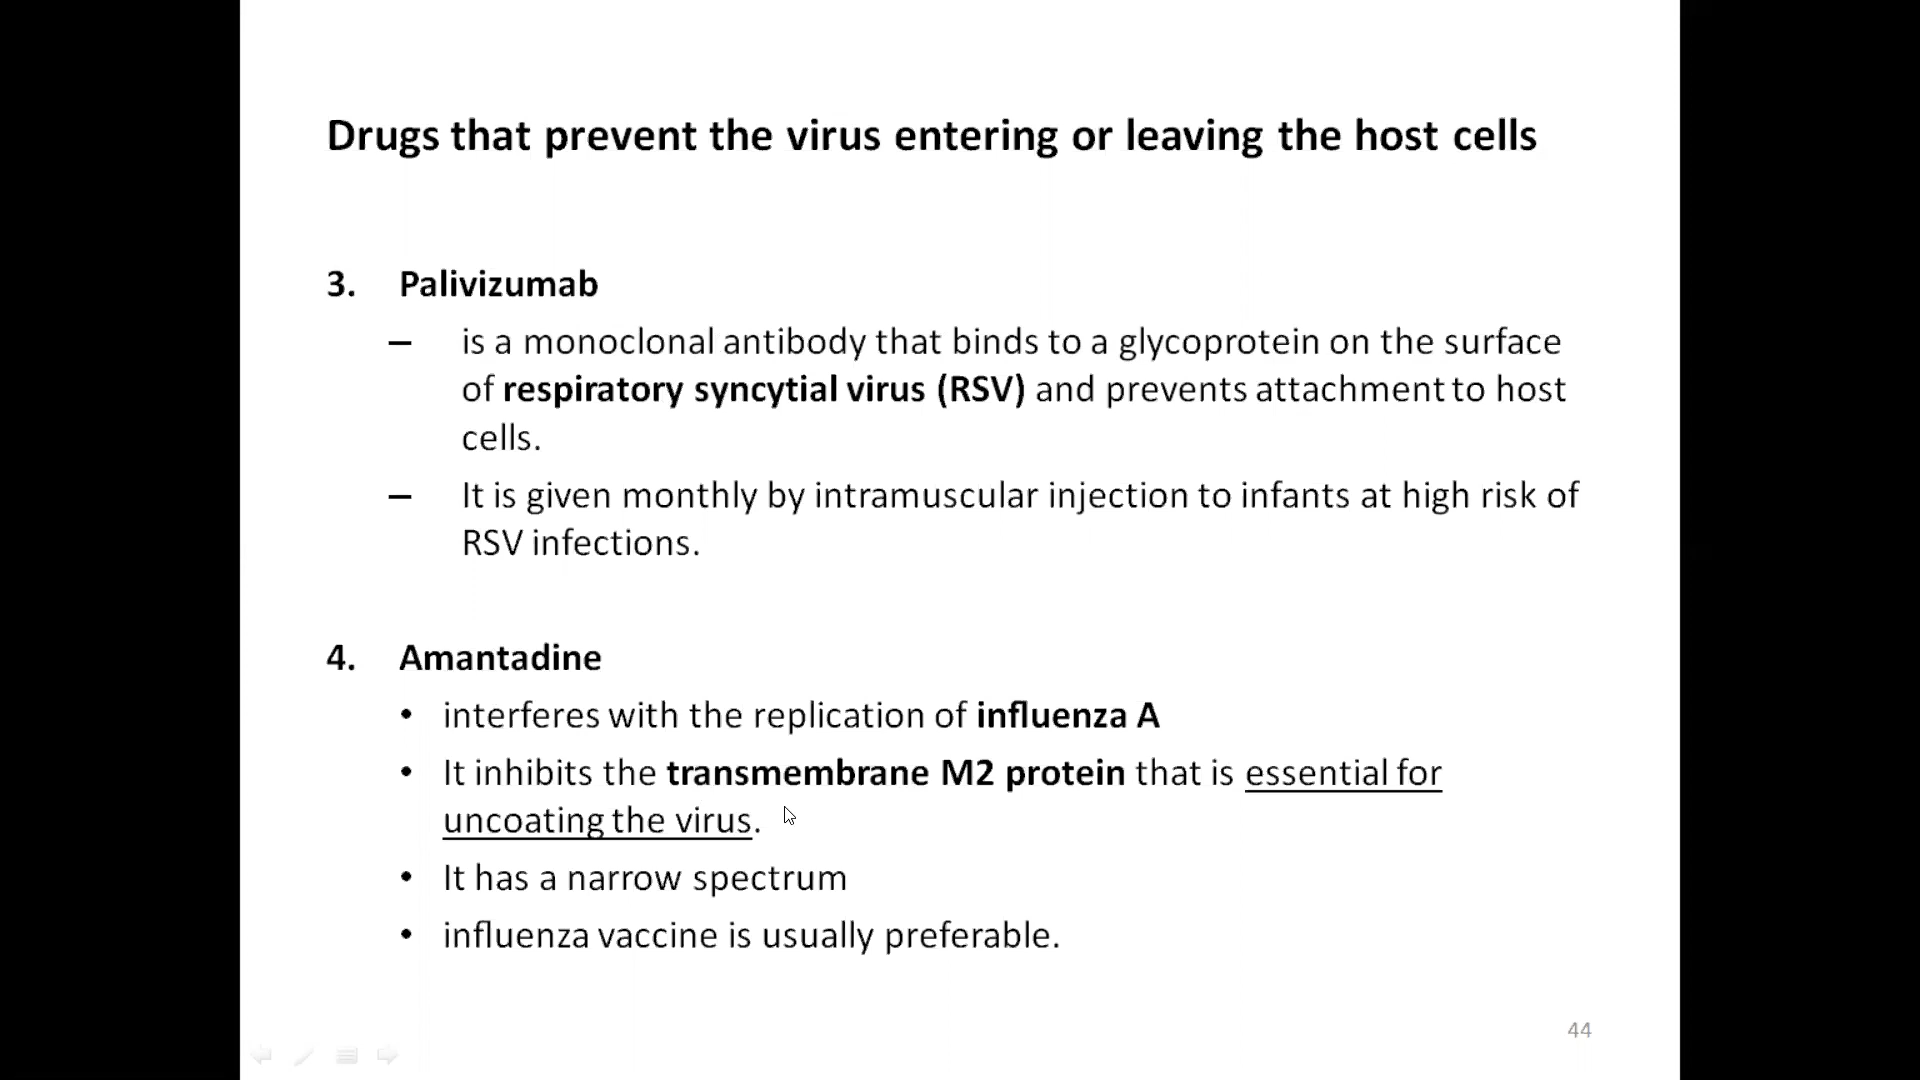 Drugs that prevent the virus entering or leaving the host cells
3. Palivizumab
– is a monoclonal antibody that binds to a glycoprotein on the surface
of respiratory syncytial virus (RSV) and prevents attachment to host
cells.
– It is given monthly by intramuscular injection to infants at high risk of
RSV infections.
4. Amantadine
• interferes with the replication of influenza A
• It inhibits the transmembrane M2 protein that is essential for
uncoating the virus.
• It has a narrow spectrum
• influenza vaccine is usually preferable.
44